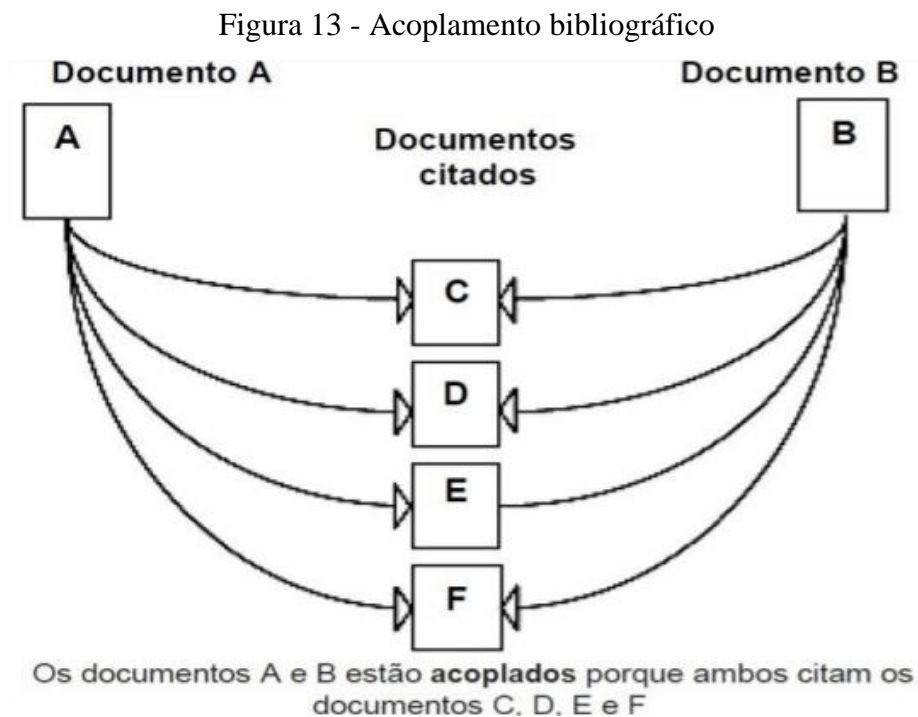 Figura 13 - Acoplamento bibliográfico
Documento A
Documento B
A
B
Documentos
citados
C
D
E
F
Os documentos A e B estão acoplados porque ambos citam os
documentos C, D, E e F